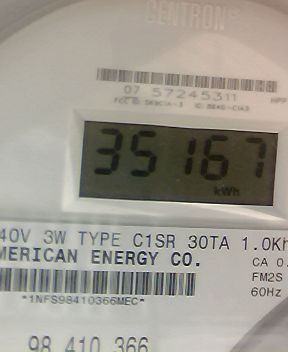 CENTRON®
07 57245311
35167
kWh
40V 3W TYPE C1SR 30TA 1.0Kh
MERICAN ENERGY CO.
CA 0.
FM2S
*1NFS98410366MEC*
60Hz
98 410 366